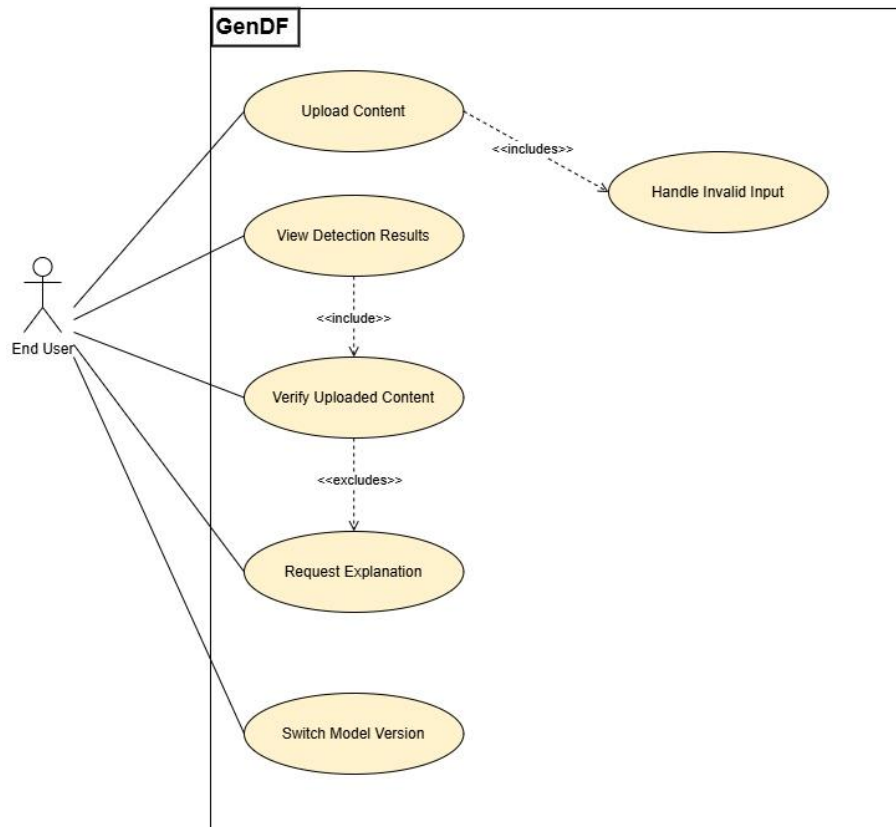 GenDF
Upload Content
<<includes>>
Handle Invalid Input
View Detection Results
<<include>>
End User
Verify Uploaded Content
<<excludes>>
Request Explanation
Switch Model Version